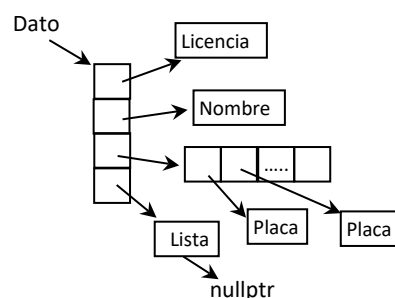 Dato
Licencia
Nombre
.....
Placa
Placa
Lista
nullptr